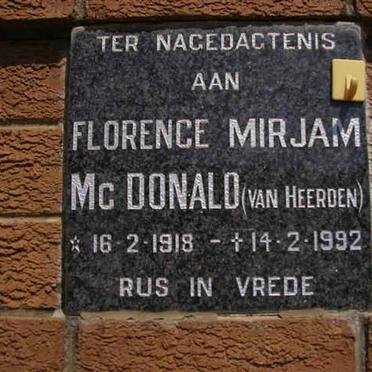 TER NAGEDACTENIS
AAN
FLORENCE MIRJAM
MC DONALD (VAN HEERDEN)
☆ 16-2-1918 - ✝14-2-1992
RUS IN VREDE